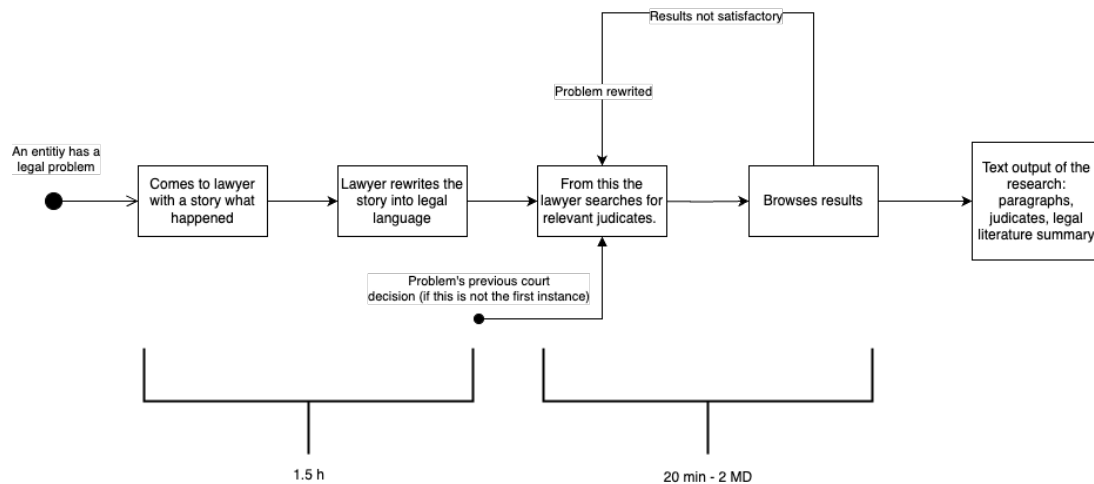 Results not satisfactory
Problem rewrited
An entitiy has a
legal problem
Comes to lawyer
with a story what
happened
Lawyer rewrites the
story into legal
language
From this the
lawyer searches for
relevant judicates.
Browses results
Text output of the
research:
paragraphs,
judicates, legal
literature summary
Problem's previous court
decision (if this is not the first instance)
1.5 h
20 min - 2 MD